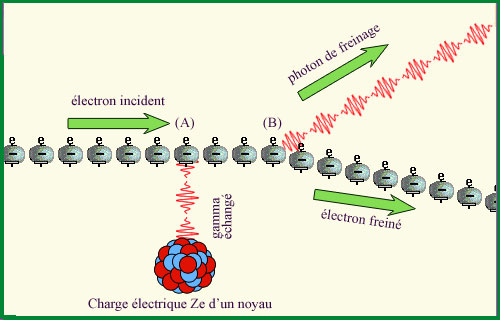 photon de freinage
électron incident
(A)
(B)
e e e e e e e e e e e e e e e e e
- - - - - - - - - - - - - - - - -
gamma
échangé
électron freiné
Charge électrique Ze d'un noyau